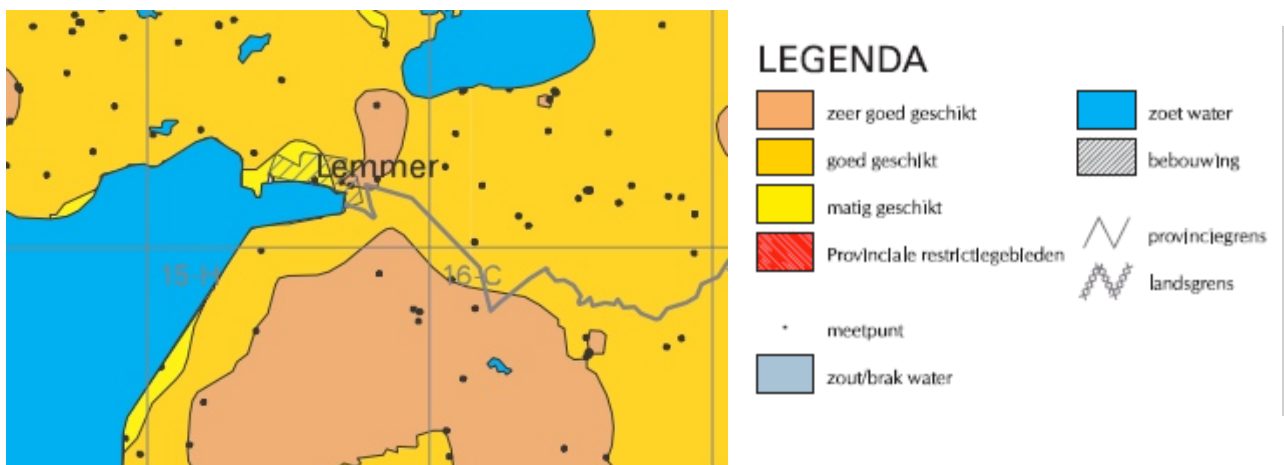 Lemmer
15-H
16-C
LEGENDA
zeer goed geschikt
goed geschikt
matig geschikt
Provinciale restrictiegebieden
meetpunt
zout/brak water
zoet water
bebouwing
provinciegrens
landsgrens